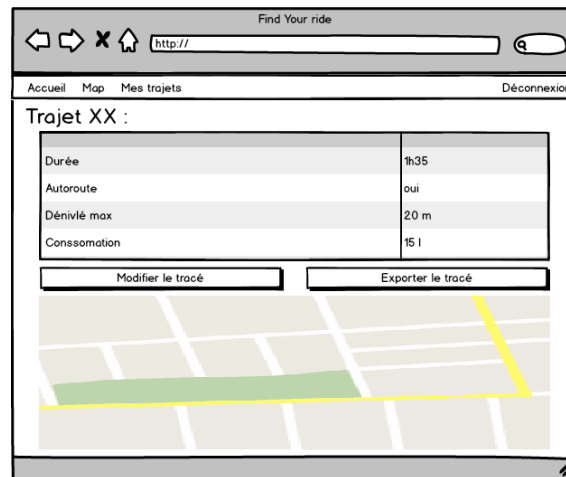 Find Your ride
http://
Accueil Map Mes trajets Déconnexion
Trajet XX :
Durée 1h35
Autoroute oui
Dénivlé max 20 m
Conssomation 15 l
Modifier le tracé Exporter le tracé